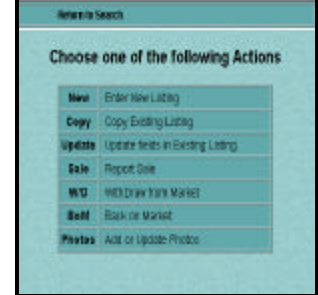 Return to Search
Choose one of the following Actions
New Enter New Listing
Copy Copy Existing Listing
Update Update fields in Existing Listing
Sale Report Sale
W/D WithDraw from Market
BoM Back on Market
Photos Add or Update Photos